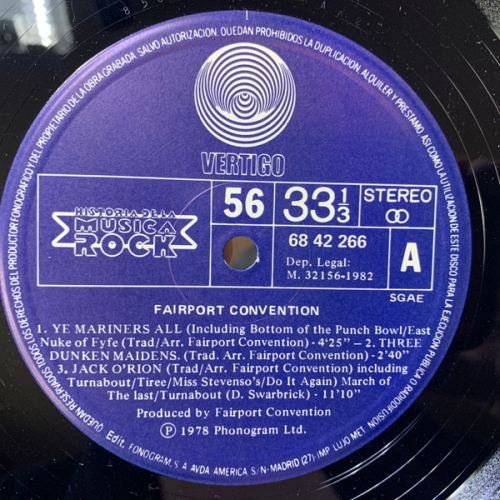 QUEDAN RESERVADOS TODOS LOS DERECHOS DEL PRODUCTOR FONOGRAFICO Y DEL PROPIETARIO DE LA OBRA GRABADA. SALVO AUTORIZACION, QUEDAN PROHIBIDOS LA DUPLICACION, ALQUILER Y PRESTAMO, ASI COMO LA UTILIZACION DE ESTE DISCO PARA LA EJECUCION PUBLICA O RADIODIFUSION
VERTIGO
HISTORIA DE LA
MUSICA
ROCK
56
33 1/3
STEREO
68 42 266
Dep. Legal:
M. 32156-1982
A
SGAE
FAIRPORT CONVENTION
1. YE MARINERS ALL (Including Bottom of the Punch Bowl/East
Nuke of Fyfe (Trad/Arr. Fairport Convention) - 4'25" – 2. THREE
DUNKEN MAIDENS. (Trad. Arr. Fairport Convention) - 2'40"
3. JACK O'RION (Trad/Arr. Fairport Convention) including
Turnabout/Tiree/Miss Stevenso's/Do It Again) March of
The last/Turnabout (D. Swarbrick) - 11'10"
Produced by Fairport Convention
Ⓟ 1978 Phonogram Ltd.
Edit. FONOGRAM, S. A. AVDA AMERICA S/N-MADRID (27) IMP LUJO MET